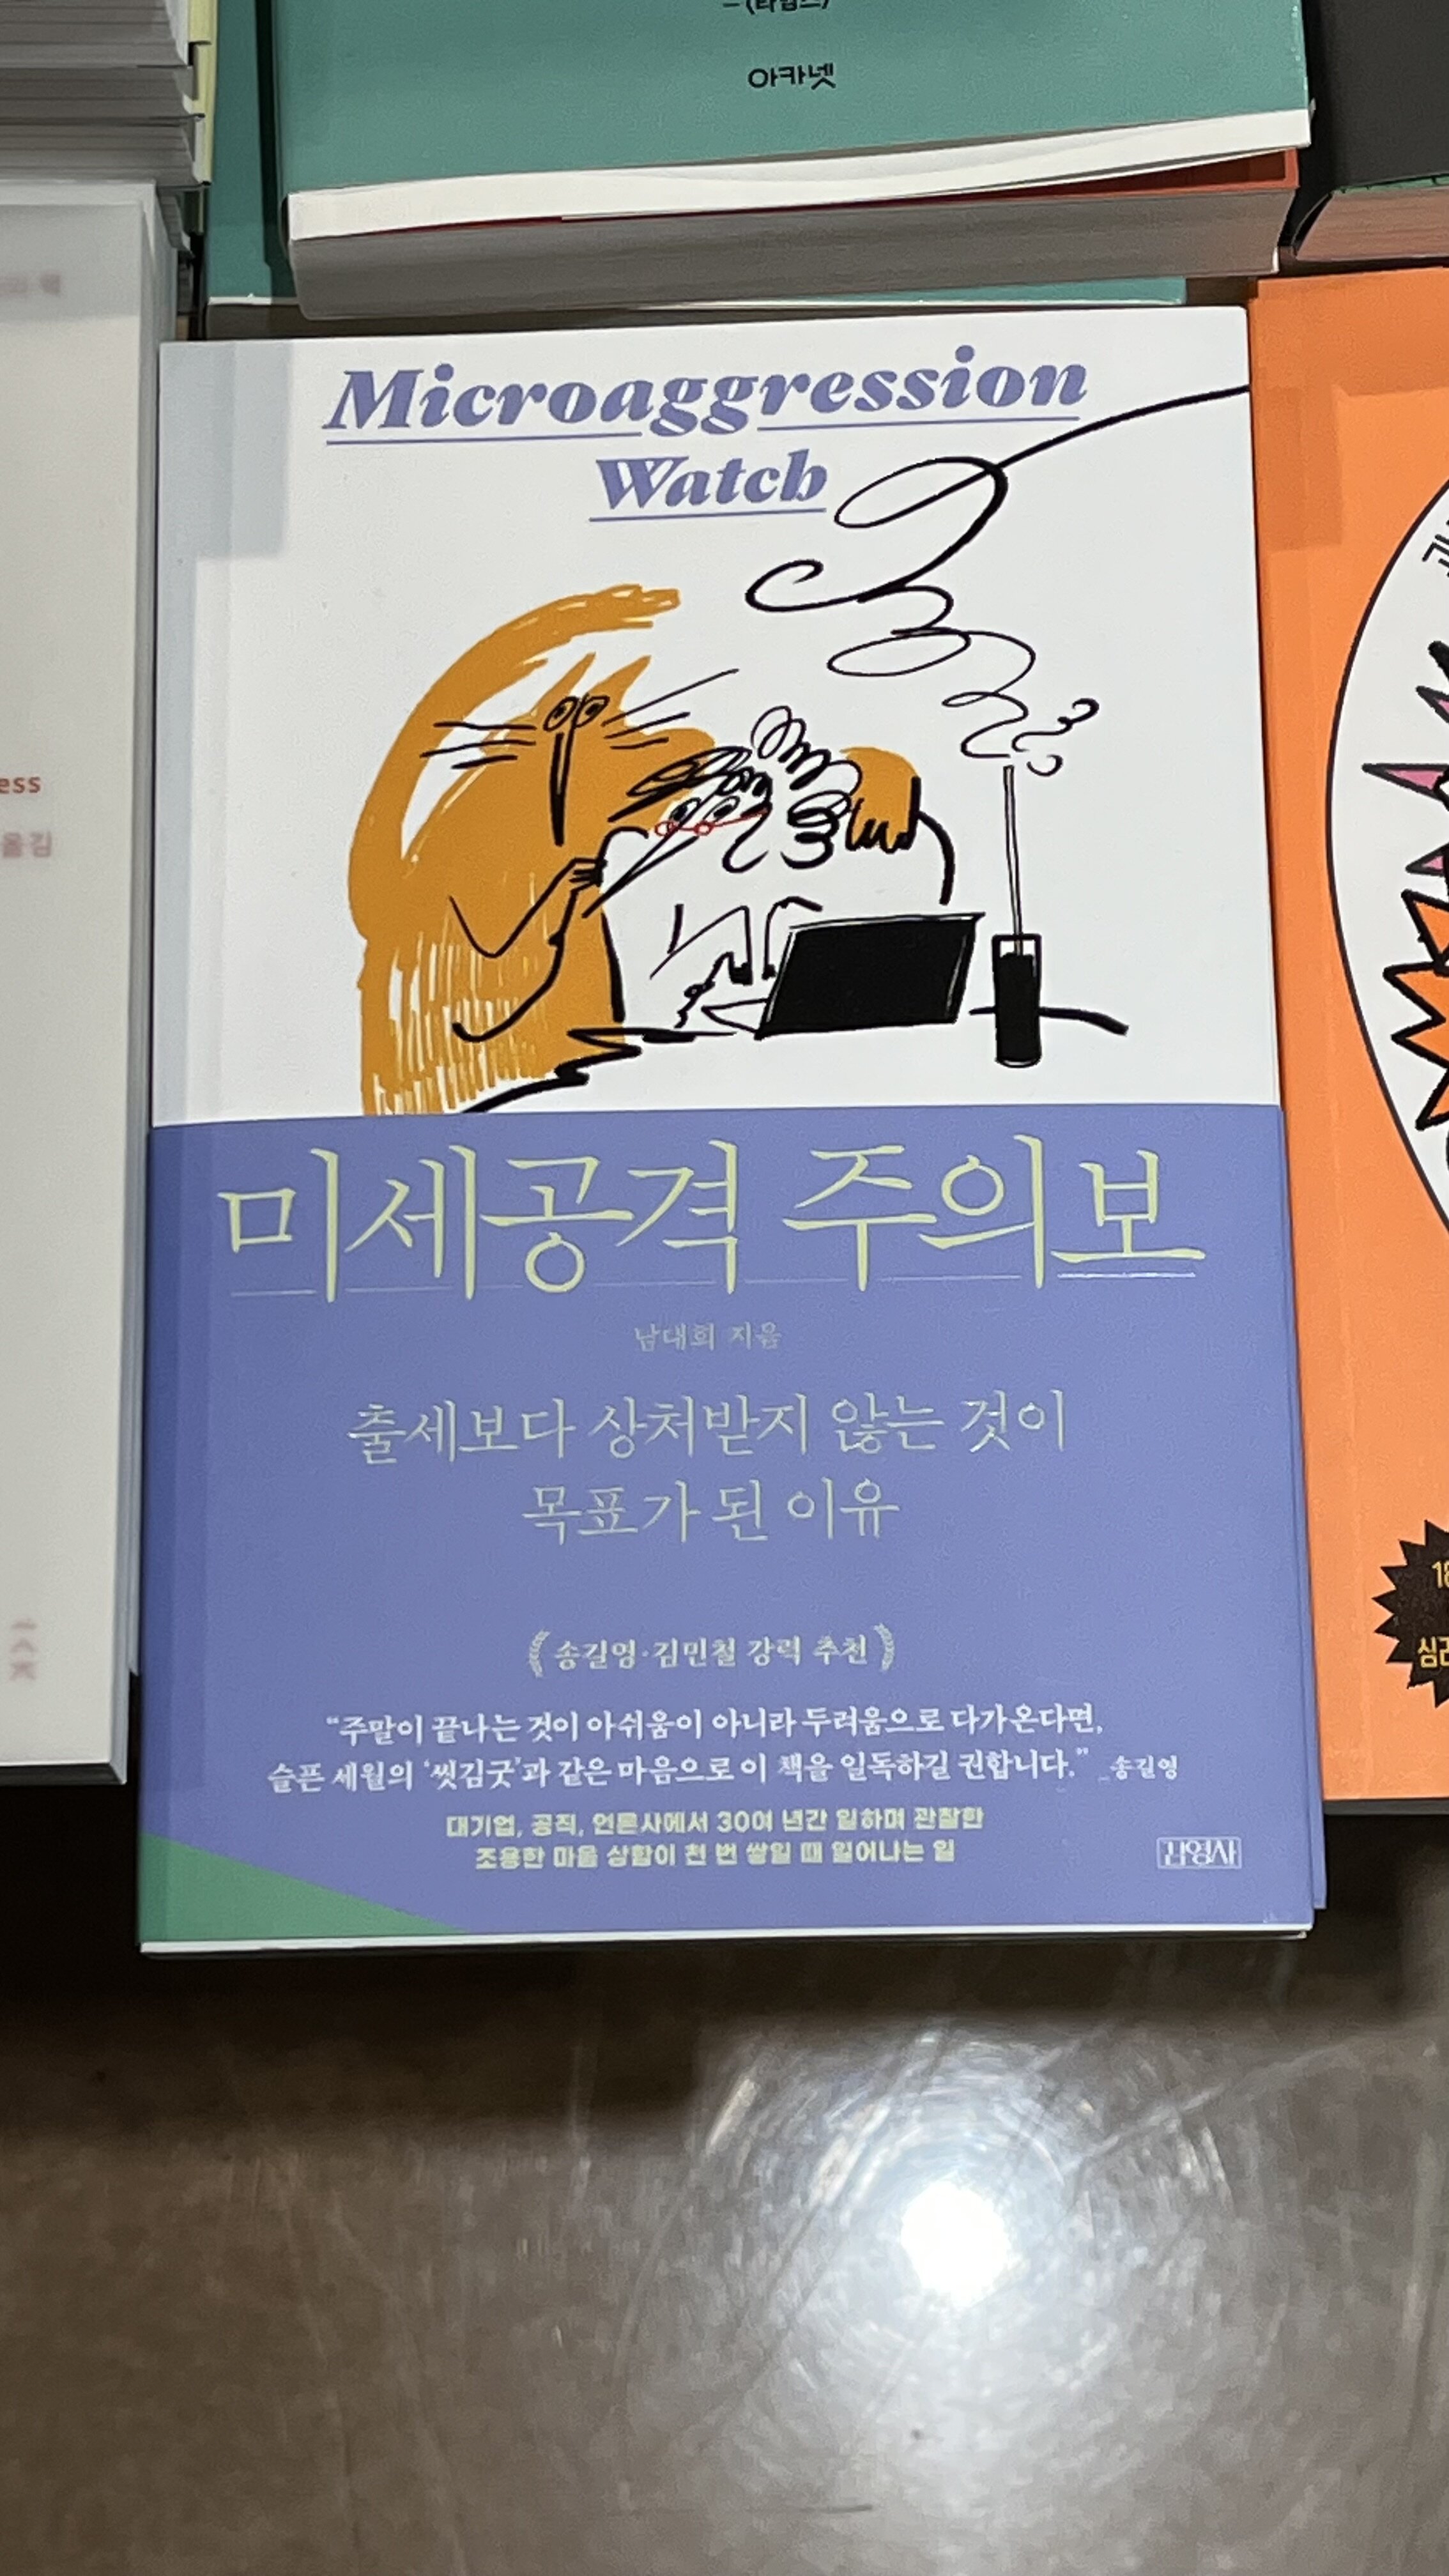 – (타임스)
아카넷
Microaggression
Watch
미세공격 주의보
남대희 지음
출세보다 상처받지 않는 것이
목표가 된 이유
송길영·김민철 강력 추천
“주말이 끝나는 것이 아쉬움이 아니라 두려움으로 다가온다면,
슬픈 세월의 ‘씻김굿’과 같은 마음으로 이 책을 일독하길 권합니다.” _송길영
대기업, 공직, 언론사에서 30여 년간 일하며 관찰한
조용한 마음 상함이 천 번 쌓일 때 일어나는 일
김영사
ess
옮김
18